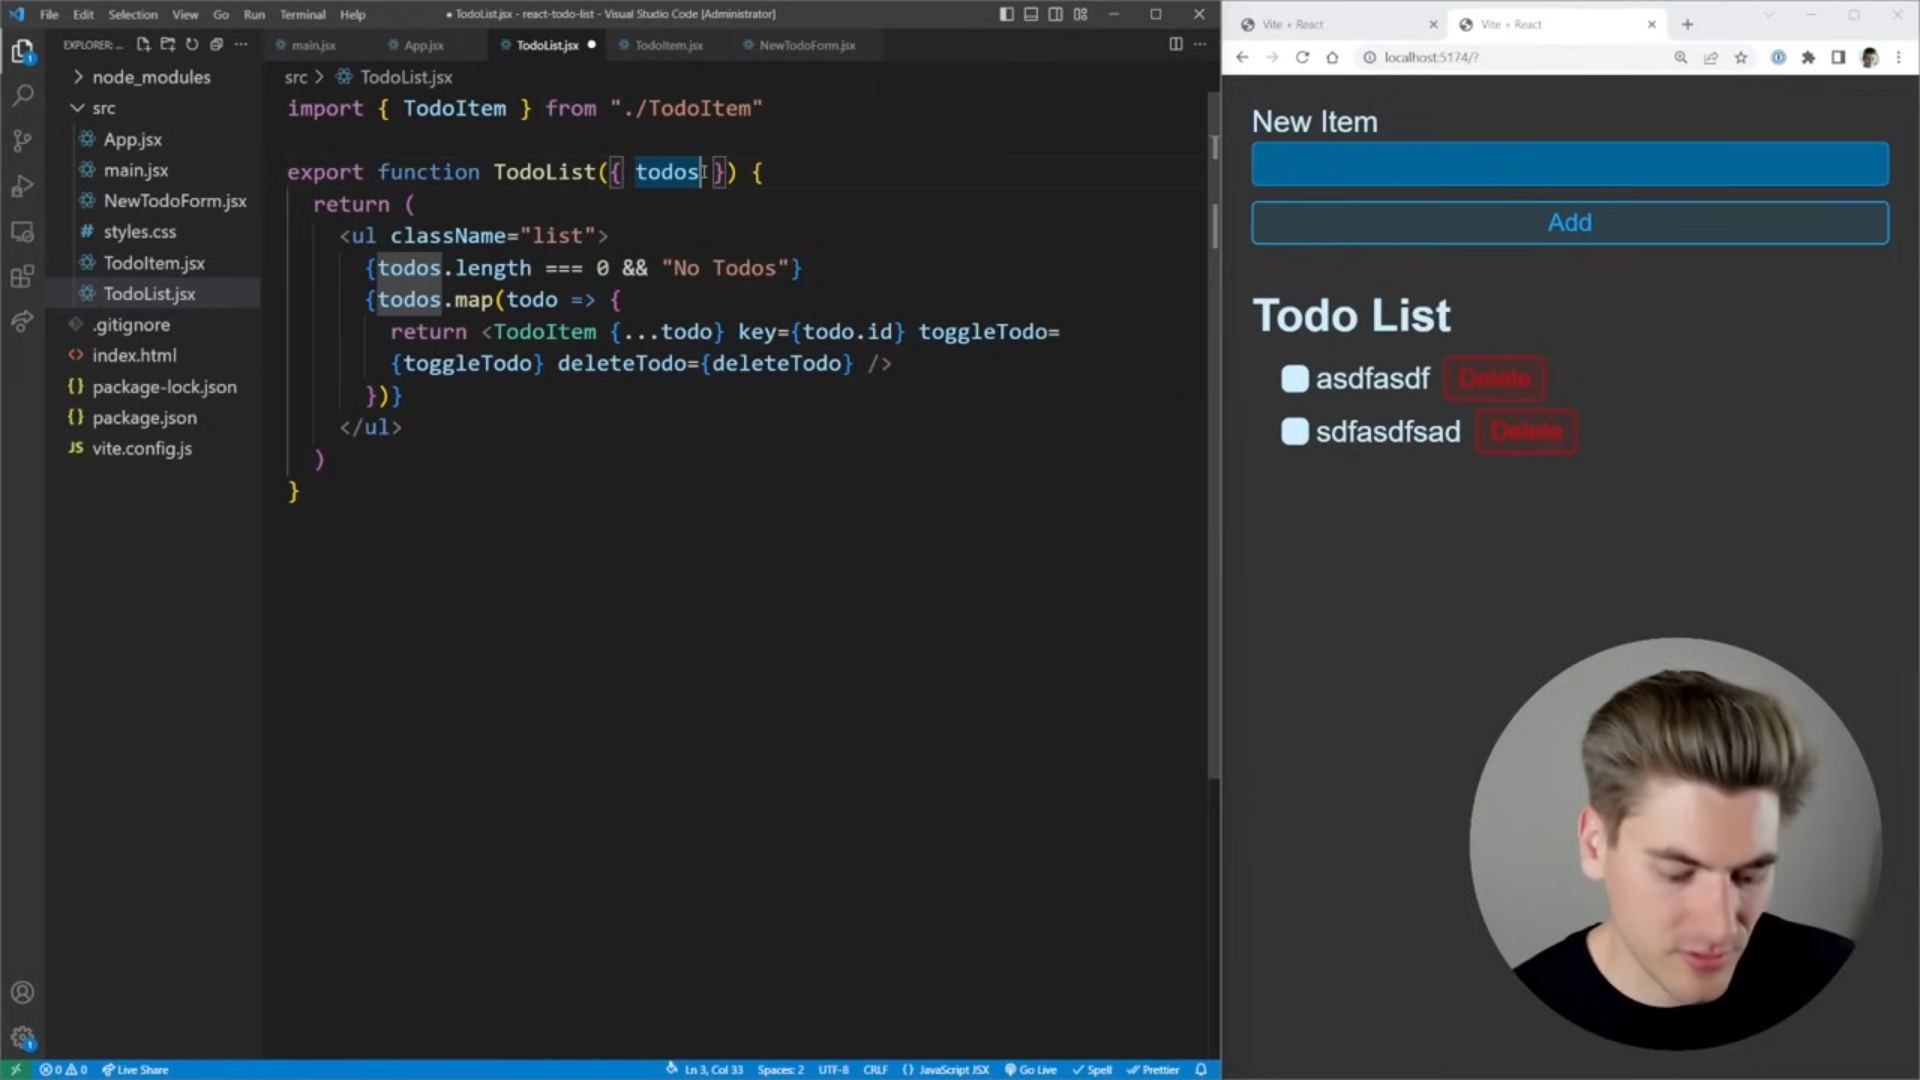 File Edit Selection View Go Run Terminal Help
● TodoList.jsx - react-todo-list - Visual Studio Code [Administrator]
EXPLORER: ...
main.jsx
App.jsx
TodoList.jsx
TodoItem.jsx
NewTodoForm.jsx
node_modules
src
App.jsx
main.jsx
NewTodoForm.jsx
styles.css
TodoItem.jsx
TodoList.jsx
.gitignore
index.html
package-lock.json
package.json
vite.config.js
src > TodoList.jsx
import { TodoItem } from "./TodoItem"
export function TodoList({ todos }) {
return (
<ul className="list">
{todos.length === 0 && "No Todos"}
{todos.map(todo => {
return <TodoItem {...todo} key={todo.id} toggleTodo=
{toggleTodo} deleteTodo={deleteTodo} />
})}
</ul>
)
}
0 0 Live Share
Ln 3, Col 33 Spaces: 2 UTF-8 CRLF {} JavaScript JSX Go Live Spell Prettier
Vite + React
Vite + React
localhost:5174/?
New Item
Add
Todo List
asdfasdf Delete
sdfasdfsad Delete